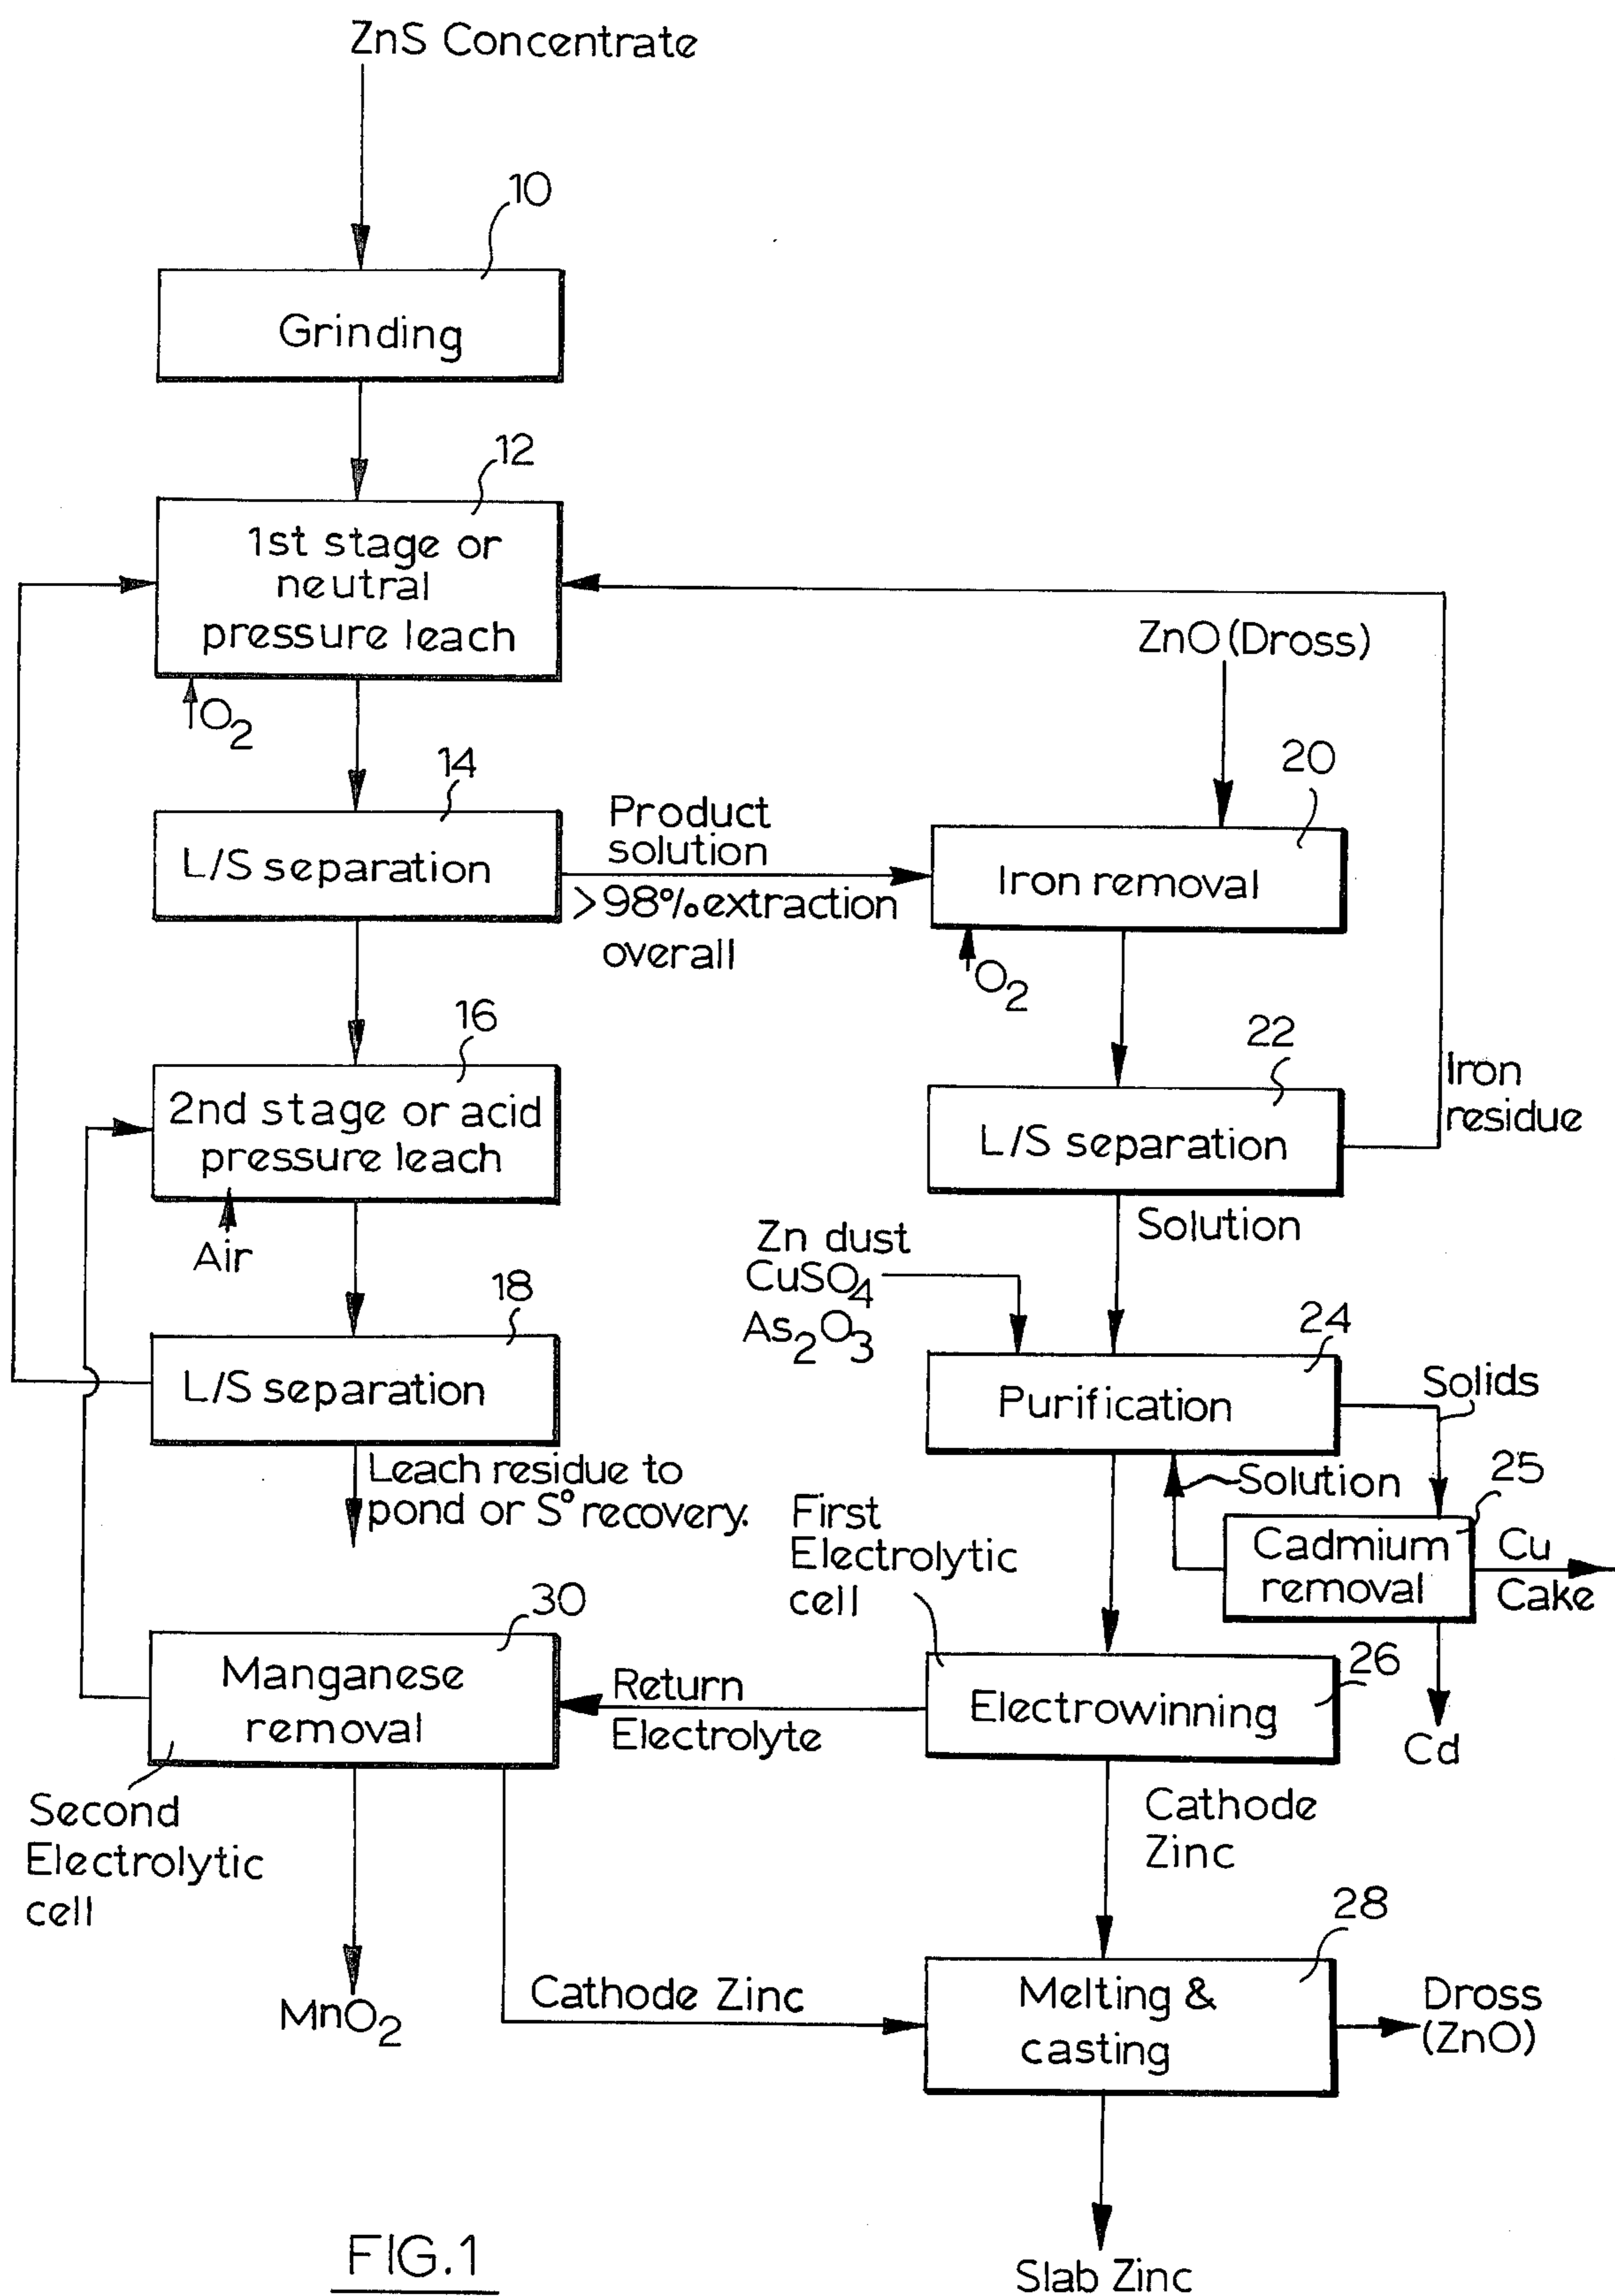 ZnS Concentrate
10
Grinding
12
1st stage or
neutral
pressure leach
O2
ZnO (Dross)
14
L/S separation
Product
solution
>98% extraction
overall
20
Iron removal
O2
16
2nd stage or acid
pressure leach
Air
22
L/S separation
Iron
residue
Solution
18
L/S separation
Leach residue to
pond or S° recovery.
Zn dust
CuSO4
As2O3
24
Purification
Solids
Solution
25
Cadmium
removal
Cu
Cake
Cd
First
Electrolytic
cell
30
Manganese
removal
Return
Electrolyte
26
Electrowinning
Second
Electrolytic
cell
Cathode
Zinc
MnO2
Cathode Zinc
28
Melting &
casting
Dross
(ZnO)
FIG.1
Slab Zinc